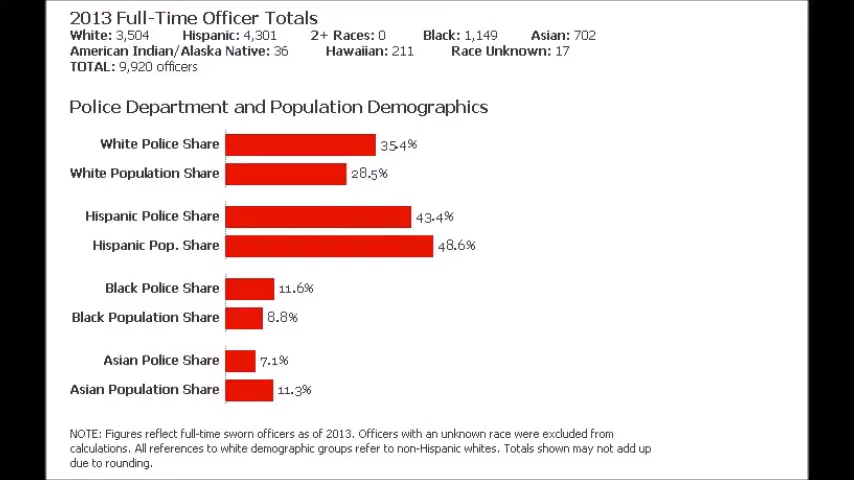 2013 Full-Time Officer Totals
White: 3,504 Hispanic: 4,301 2+ Races: 0 Black: 1,149 Asian: 702
American Indian/Alaska Native: 36 Hawaiian: 211 Race Unknown: 17
TOTAL: 9,920 officers
Police Department and Population Demographics
White Police Share 35.4%
White Population Share 28.5%
Hispanic Police Share 43.4%
Hispanic Pop. Share 48.6%
Black Police Share 11.6%
Black Population Share 8.8%
Asian Police Share 7.1%
Asian Population Share 11.3%
NOTE: Figures reflect full-time sworn officers as of 2013. Officers with an unknown race were excluded from
calculations. All references to white demographic groups refer to non-Hispanic whites. Totals shown may not add up
due to rounding.